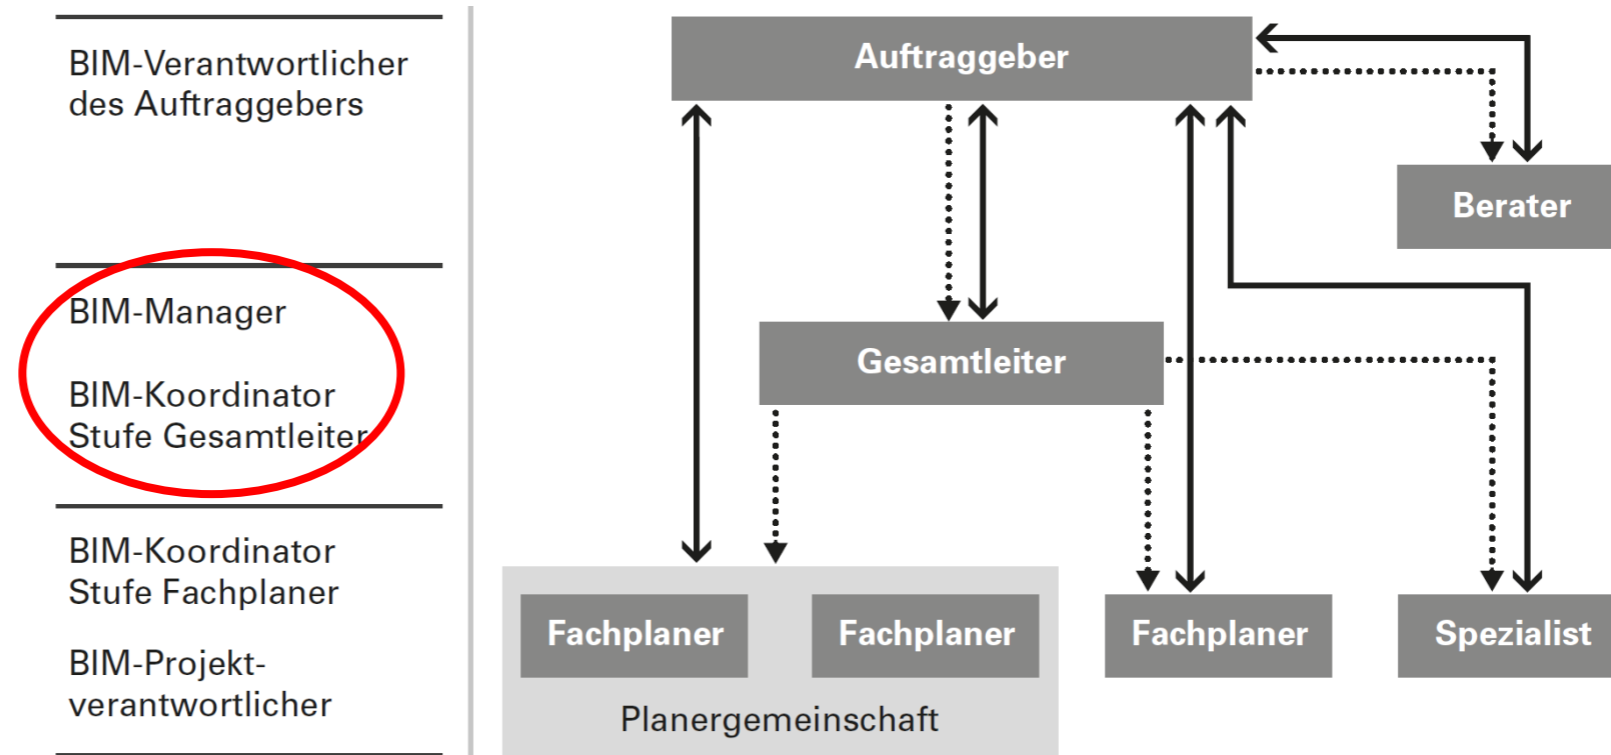 BIM-Verantwortlicher
des Auftraggebers
BIM-Manager
BIM-Koordinator
Stufe Gesamtleiter
BIM-Koordinator
Stufe Fachplaner
BIM-Projekt-
verantwortlicher
Auftraggeber
Berater
Gesamtleiter
Fachplaner
Fachplaner
Fachplaner
Spezialist
Planergemeinschaft